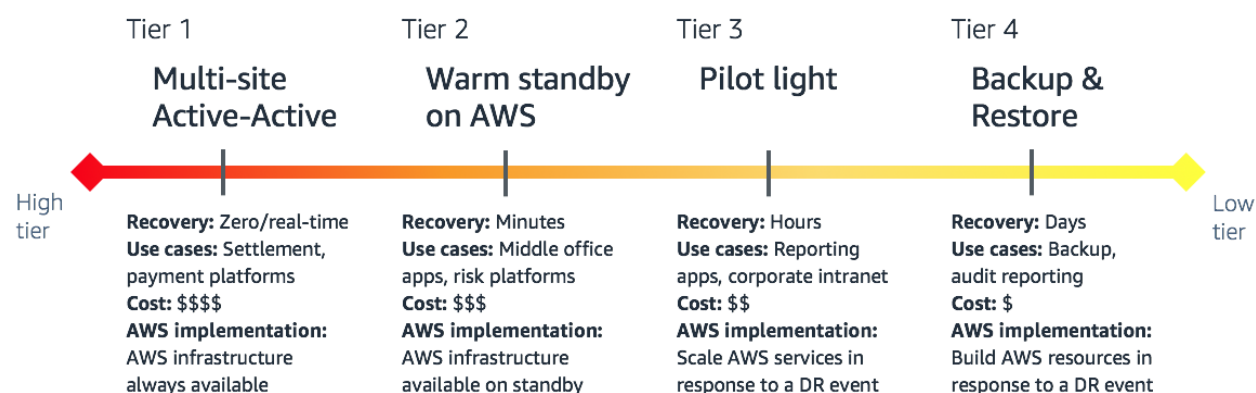 Tier 1
Multi-site
Active-Active
Tier 2
Warm standby
on AWS
Tier 3
Pilot light
Tier 4
Backup &
Restore
High
tier
Low
tier
Recovery: Zero/real-time
Use cases: Settlement,
payment platforms
Cost: $$$$
AWS implementation:
AWS infrastructure
always available
Recovery: Minutes
Use cases: Middle office
apps, risk platforms
Cost: $$$
AWS implementation:
AWS infrastructure
available on standby
Recovery: Hours
Use cases: Reporting
apps, corporate intranet
Cost: $$
AWS implementation:
Scale AWS services in
response to a DR event
Recovery: Days
Use cases: Backup,
audit reporting
Cost: $
AWS implementation:
Build AWS resources in
response to a DR event